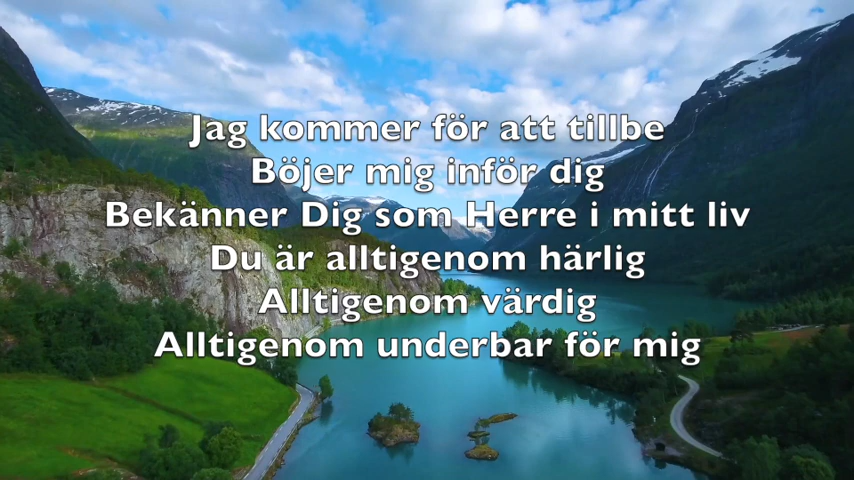 Jag kommer för att tillbe
Böjer mig inför dig
Bekänner Dig som Herre i mitt liv
Du är alltigenom härlig
Alltigenom värdig
Alltigenom underbar för mig